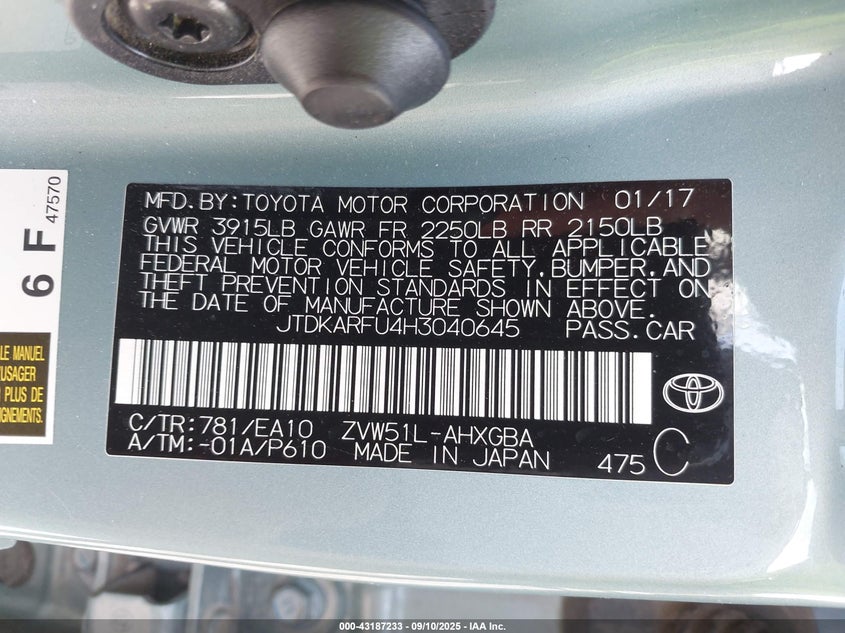 MFD.BY:TOYOTA MOTOR CORPORATION 01/17
GVWR 3915LB GAWR FR 2250LB RR 2150LB
THIS VEHICLE CONFORMS TO ALL APPLICABLE
FEDERAL MOTOR VEHICLE SAFETY,BUMPER,AND
THEFT PREVENTION STANDARDS IN EFFECT ON
THE DATE OF MANUFACTURE SHOWN ABOVE.
JTDKARFU4H3040645 PASS.CAR
C/TR:781/EA10 ZVW51L-AHXGBA
A/TM:-01A/P610 MADE IN JAPAN 475 C
6 F 47570
LE MANUEL
'USAGER
R PLUS DE
IGNEMENTS.
000-43187233 - 09/10/2025 - IAA Inc.